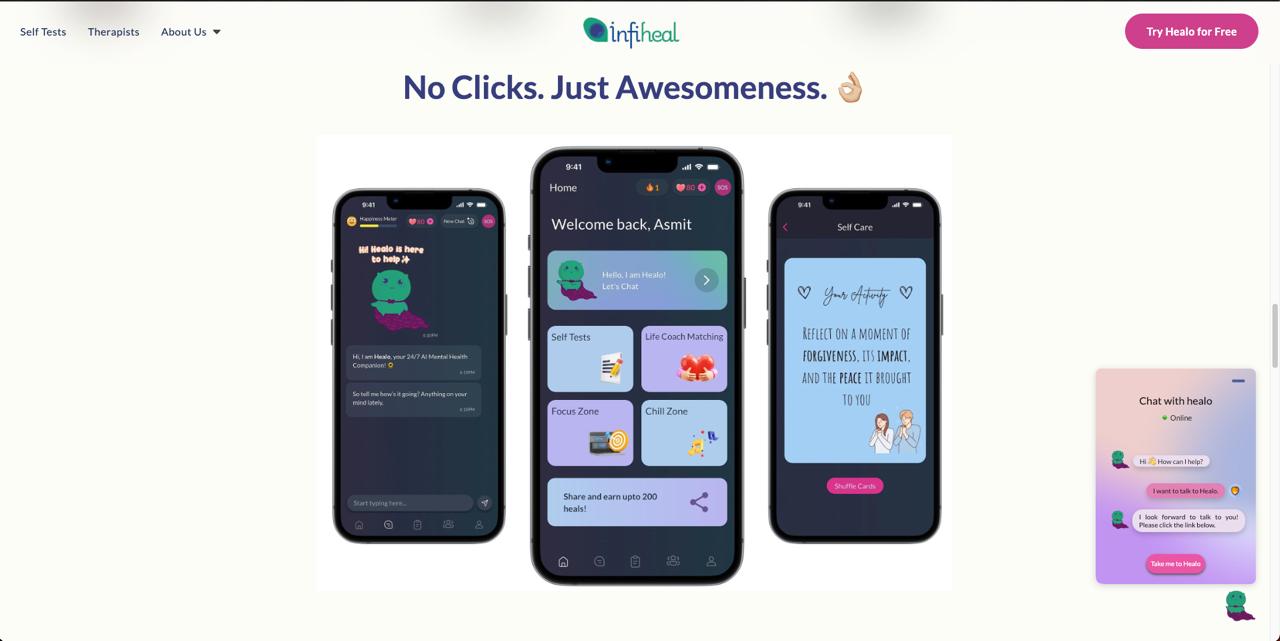 Self Tests
Therapists
About Us
infiheal
Try Healo for Free
No Clicks. Just Awesomeness. 👌🏼
9:41
Happiness Meter
80
New Chat
SOS
Hi! Healo is here
to help ✨
6:10PM
Hi, I am Healo, your 24/7 AI Mental Health
Companion! 🌻
6:10PM
So tell me how's it going? Anything on your
mind lately.
6:10PM
Start typing here...
9:41
Home
🔥 1
80
SOS
Welcome back, Asmit
Hello, I am Healo!
Let's Chat
Self Tests
Life Coach Matching
Focus Zone
Chill Zone
Share and earn upto 200
heals!
9:41
Self Care
Your Activity
Reflect on a moment of
forgiveness, its impact,
and the peace it brought
to you
Shuffle Cards
Chat with healo
Online
Hi 👋 How can I help?
I want to talk to Healo.
I look forward to talk to you!
Please click the link below.
Take me to Healo